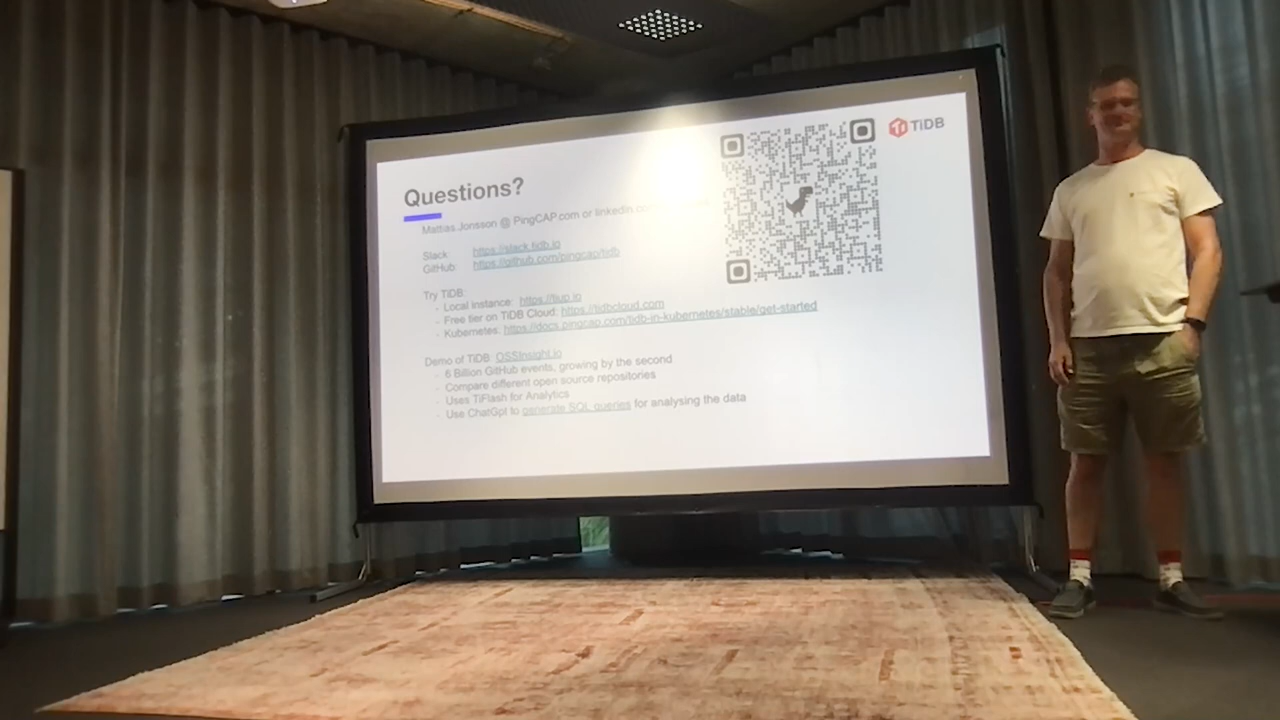 TiDB
Questions?
Mattias Jonsson @ PingCAP.com or linkedin.com
Slack: https://slack.tidb.io
GitHub: https://github.com/pingcap/tidb
Try TiDB:
- Local instance: https://tiup.io
- Free tier on TiDB Cloud: https://tidbcloud.com
- Kubernetes: https://docs.pingcap.com/tidb-in-kubernetes/stable/get-started
Demo of TiDB: OSSInsight.io
- 6 Billion GitHub events, growing by the second
- Compare different open source repositories
- Uses TiFlash for Analytics
- Use ChatGpt to generate SQL queries for analysing the data